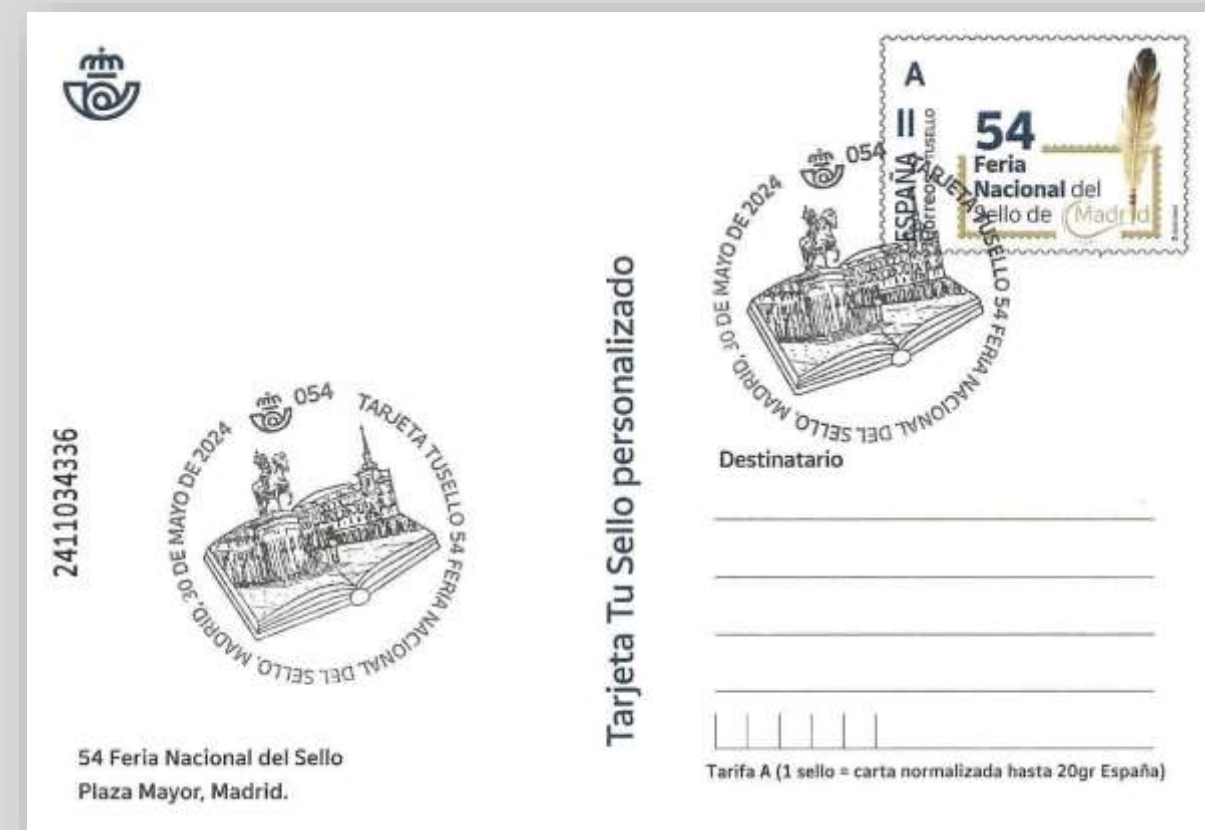 A II
ESPAÑA
Correos TUSELLO
54
Feria
Nacional del
Sello de Madrid
054
TARJETA TUSELLO 54 FERIA NACIONAL DEL SELLO. MADRID, 30 DE MAYO DE 2024
Tarjeta Tu Sello personalizado
2411034336
054
TARJETA TUSELLO 54 FERIA NACIONAL DEL SELLO. MADRID, 30 DE MAYO DE 2024
Destinatario
54 Feria Nacional del Sello
Plaza Mayor, Madrid.
Tarifa A (1 sello = carta normalizada hasta 20gr España)